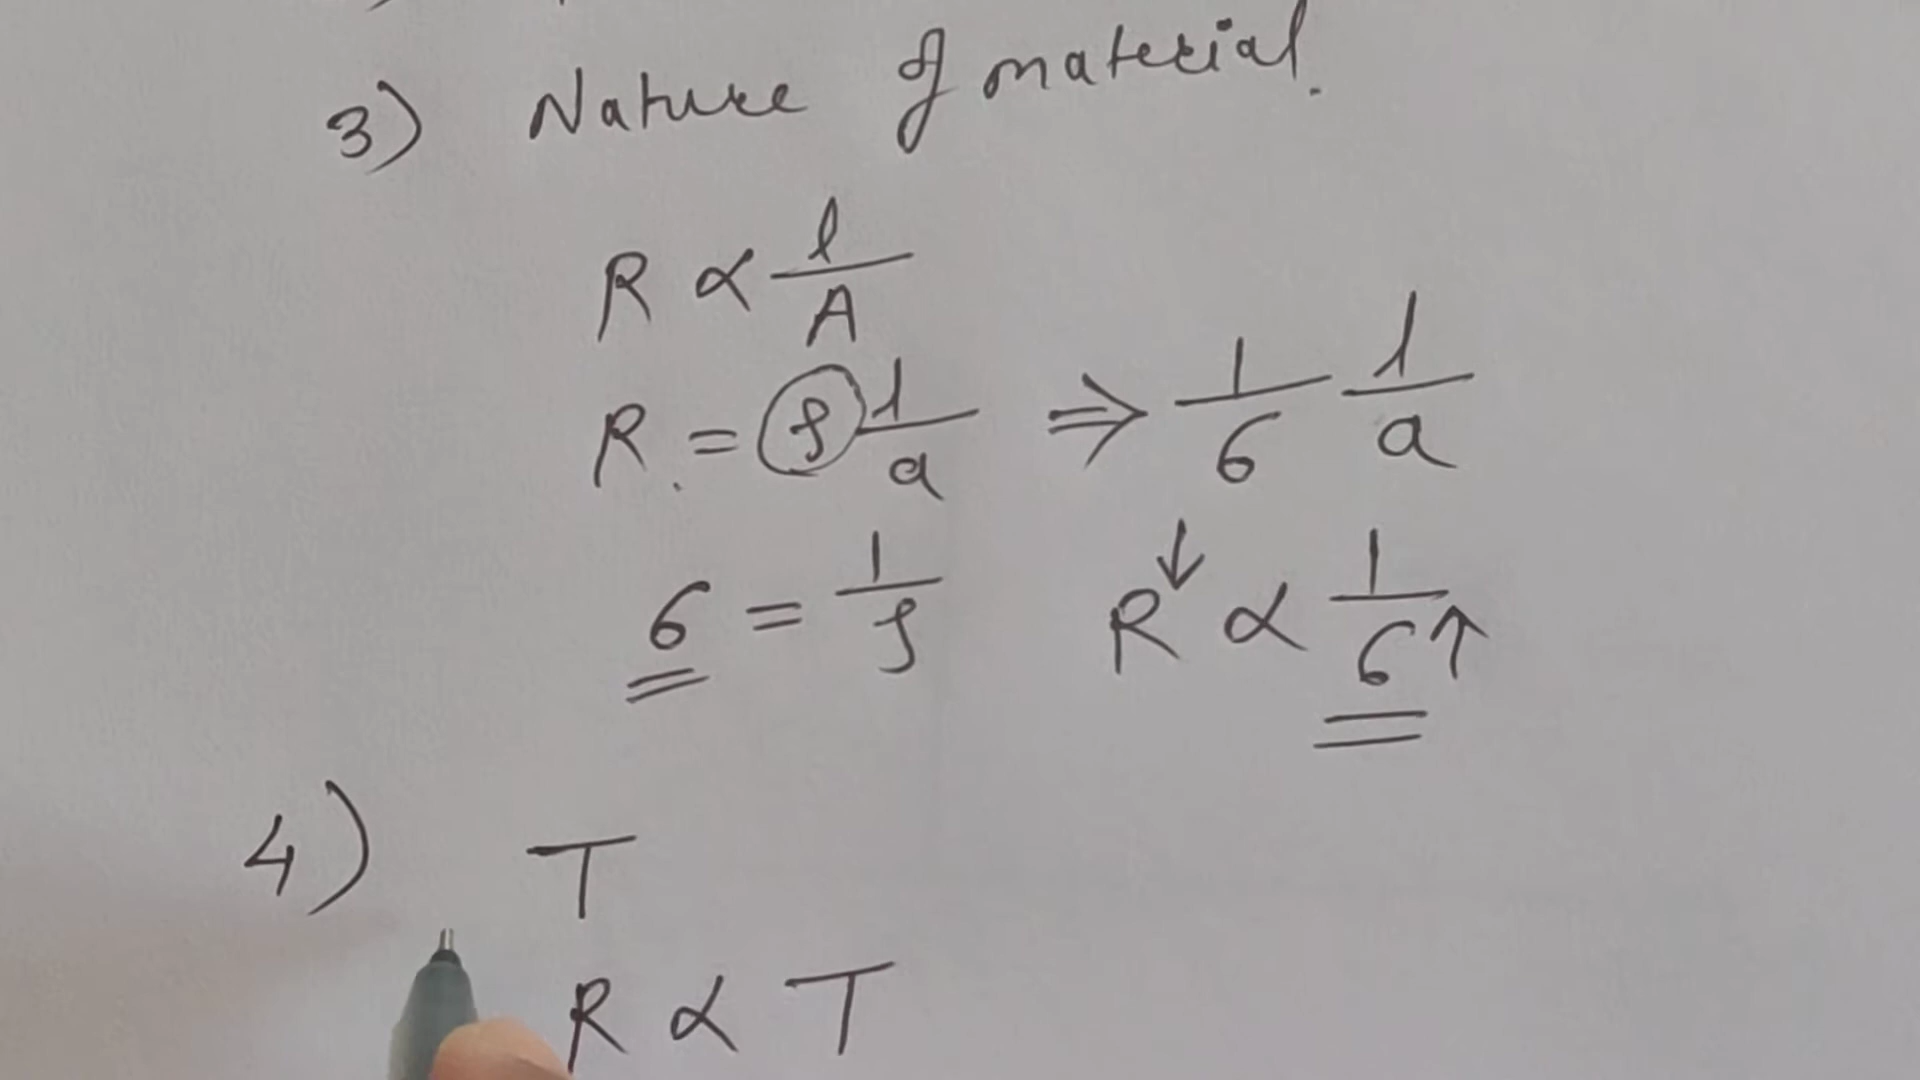 3) Nature of material.
R ∝ l/A
R = ρ l/a ⇒ 1/σ l/a
σ = 1/ρ R↓ ∝ 1/σ↑
4) T
R ∝ T